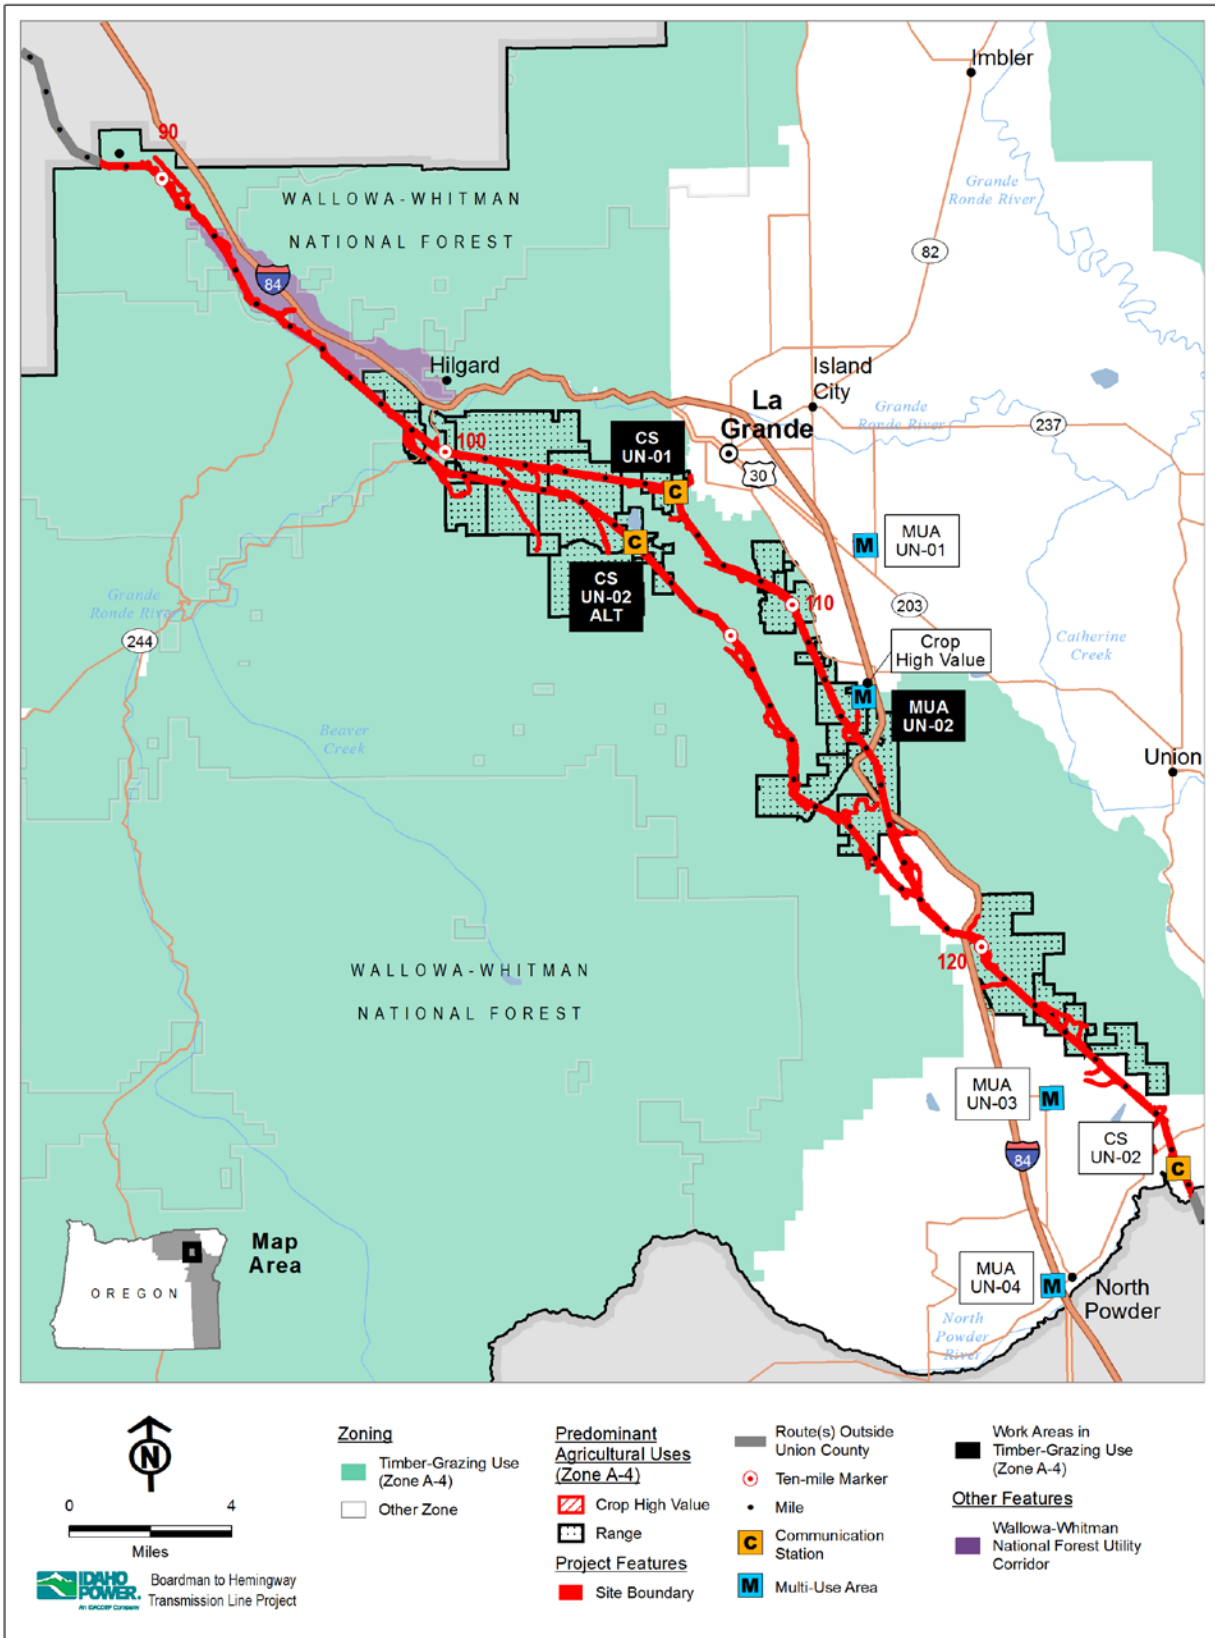 Imbler
90
WALLOWA-WHITMAN
NATIONAL FOREST
Grande
Ronde River
82
84
Hilgard
Island
City
La
Grande
Grande
Ronde River
237
100
CS
UN-01
30
C
MUA
UN-01
M
C
CS
UN-02
ALT
Grande
Ronde River
244
110
203
Crop
High Value
Catherine
Creek
M
MUA
UN-02
Beaver
Creek
Union
WALLOWA-WHITMAN
NATIONAL FOREST
120
MUA
UN-03
M
CS
UN-02
84
C
Map
Area
OREGON
MUA
UN-04
M
North
Powder
North
Powder
River
N
0 4
Miles
IDAHO
POWER.
An IDACORP Company
Boardman to Hemingway
Transmission Line Project
Zoning
Timber-Grazing Use
(Zone A-4)
Other Zone
Predominant
Agricultural Uses
(Zone A-4)
Crop High Value
Range
Project Features
Site Boundary
Route(s) Outside
Union County
Ten-mile Marker
Mile
C
Communication
Station
M
Multi-Use Area
Work Areas in
Timber-Grazing Use
(Zone A-4)
Other Features
Wallowa-Whitman
National Forest Utility
Corridor